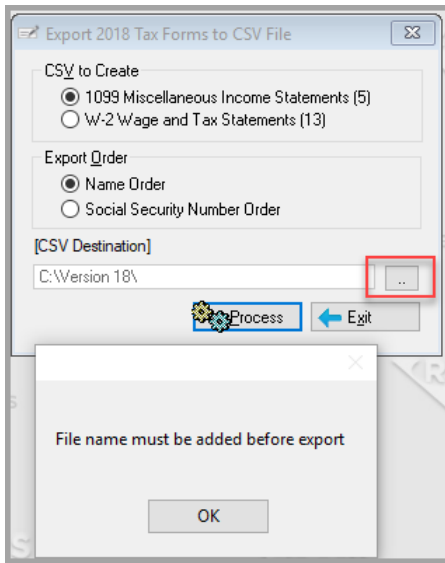 Export 2018 Tax Forms to CSV File
CSV to Create
1099 Miscellaneous Income Statements (5)
W-2 Wage and Tax Statements (13)
Export Order
Name Order
Social Security Number Order
[CSV Destination]
C:\Version 18\
..
Process
Exit
File name must be added before export
OK